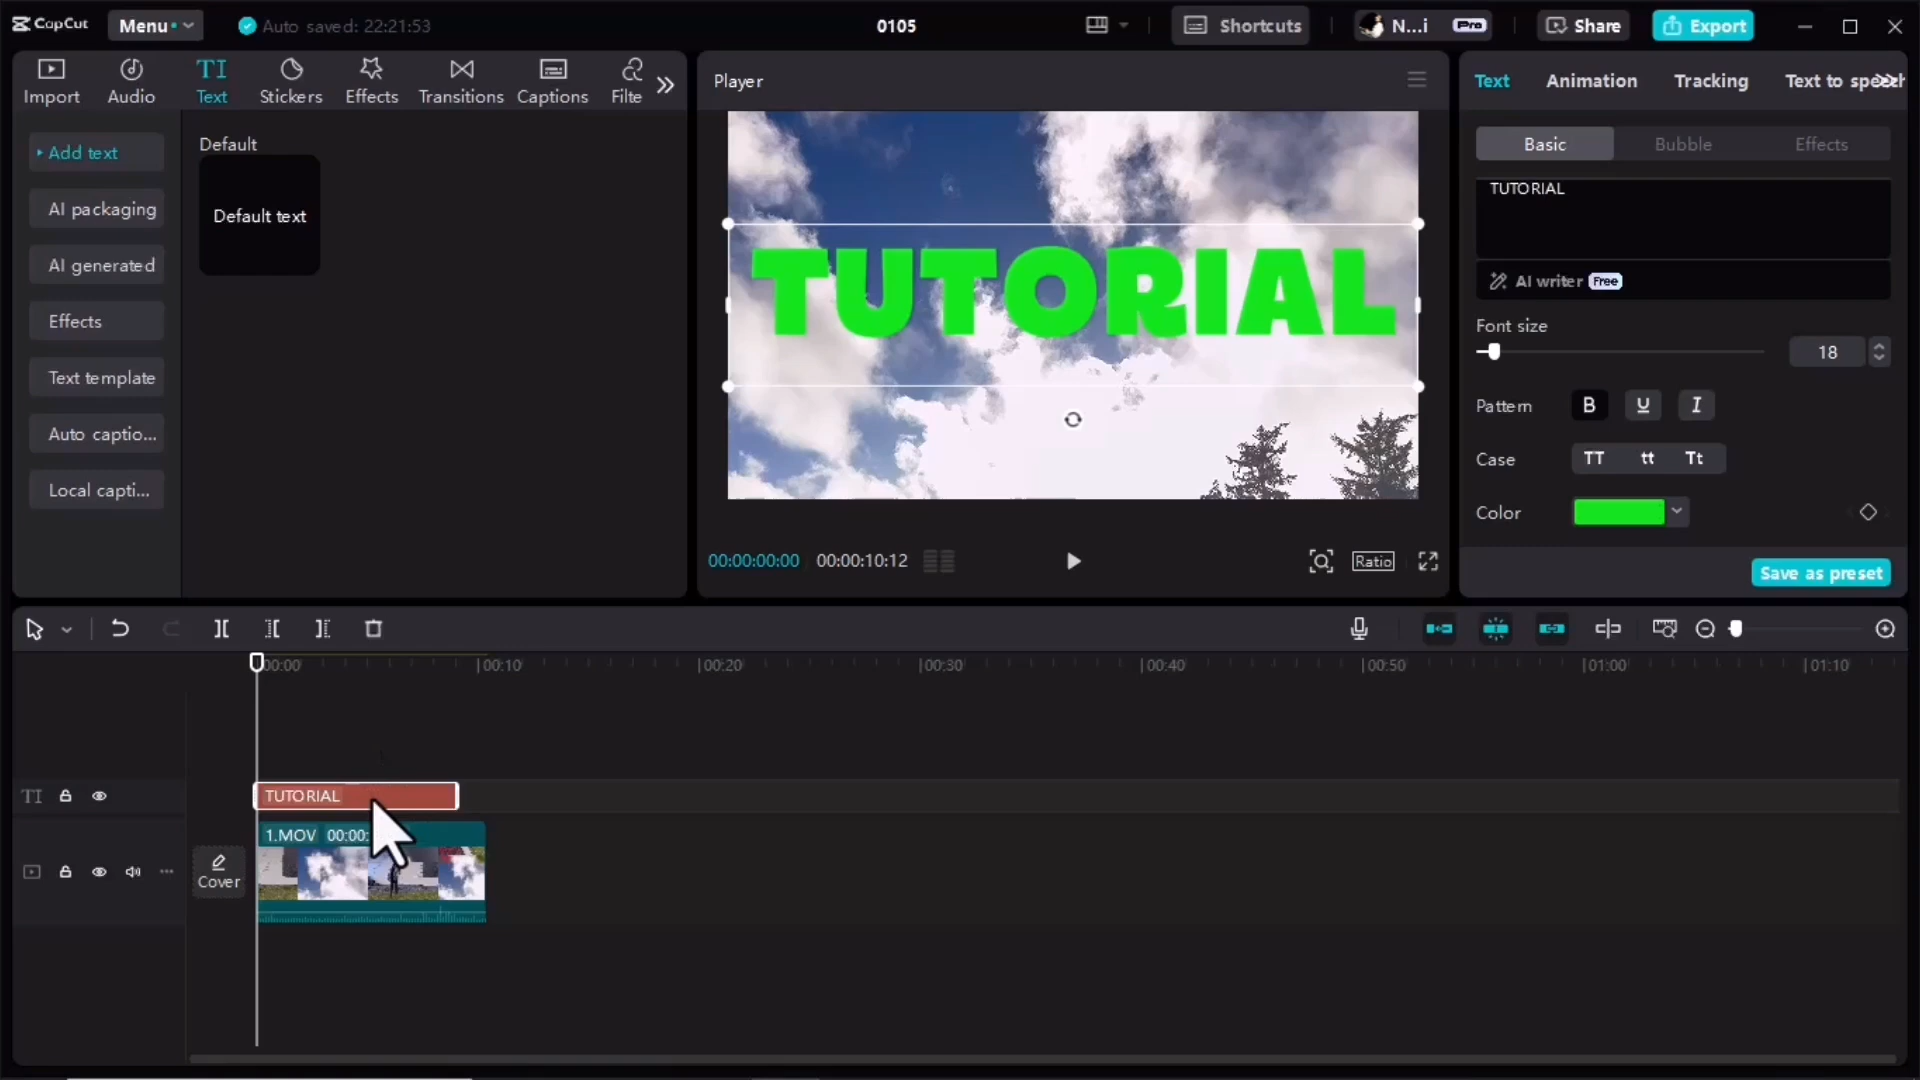 CapCut Menu Auto saved: 22:21:53 0105 Shortcuts N...i Pro Share Export
Import Audio Text Stickers Effects Transitions Captions Filte
Add text
AI packaging
AI generated
Effects
Text template
Auto captio...
Local capti...
Default
Default text
Player
TUTORIAL
00:00:00:00 00:00:10:12 Ratio
Text Animation Tracking Text to speech
Basic Bubble Effects
TUTORIAL
AI writer Free
Font size
18
Pattern B U I
Case TT tt Tt
Color
Save as preset
00:00 00:10 00:20 00:30 00:40 00:50 01:00 01:10
TI TUTORIAL
1.MOV 00:00:
Cover